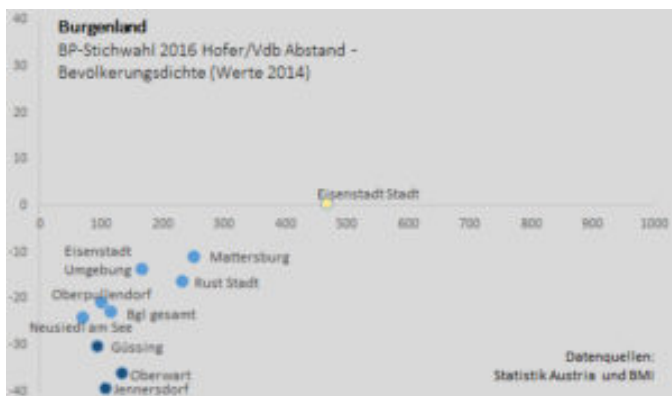 40
Burgenland
BP-Stichwahl 2016 Hofer/Vdb Abstand -
30
Bevölkerungsdichte (Werte 2014)
20
10
Eisenstadt Stadt
0
0 100 200 300 400 500 600 700 800 900 1000
Eisenstadt
-10
Mattersburg
Umgebung
Rust Stadt
Oberpullendorf
-20
Bgl gesamt
Neusiedl am See
-30
Güssing
Datenquellen:
Oberwart
Statistik Austria und BMI
Jennersdorf
-40